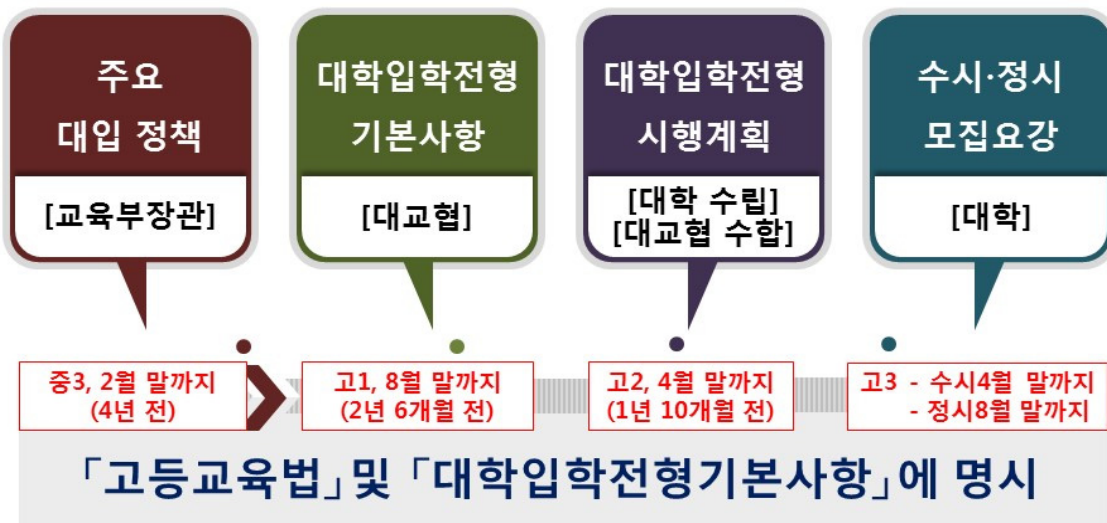 주요
대입 정책
[교육부장관]
대학입학전형
기본사항
[대교협]
대학입학전형
시행계획
[대학 수립]
[대교협 수합]
수시·정시
모집요강
[대학]
중3, 2월 말까지
(4년 전)
고1, 8월 말까지
(2년 6개월 전)
고2, 4월 말까지
(1년 10개월 전)
고3 - 수시4월 말까지
- 정시8월 말까지
「고등교육법」및 「대학입학전형기본사항」에 명시